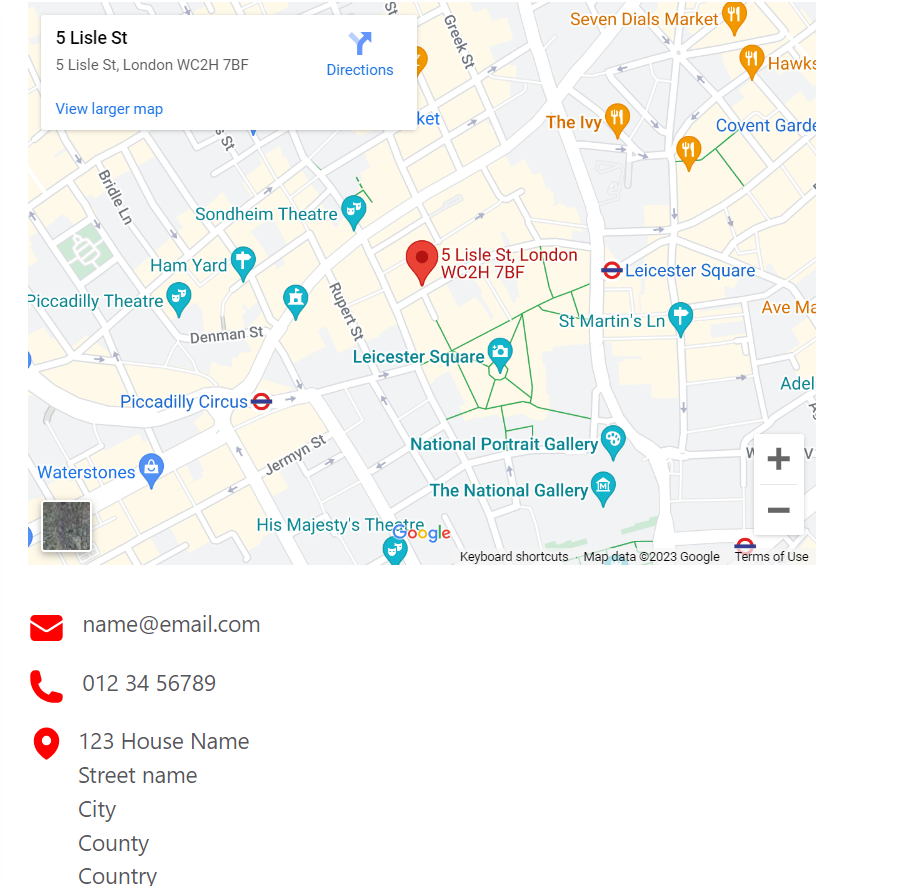 5 Lisle St
5 Lisle St, London WC2H 7BF
Directions
View larger map
Greek St
Seven Dials Market
Hawks
The Ivy
Covent Garde
ket
St
Bridle Ln
Sondheim Theatre
5 Lisle St, London
WC2H 7BF
Leicester Square
Ham Yard
Piccadilly Theatre
Rupert St
Denman St
St Martin's Ln
Ave Ma
Leicester Square
Adel
Piccadilly Circus
Jermyn St
National Portrait Gallery
Waterstones
The National Gallery
His Majesty's Theatre
Google
Keyboard shortcuts
Map data ©2023 Google
Terms of Use
name@email.com
012 34 56789
123 House Name
Street name
City
County
Country